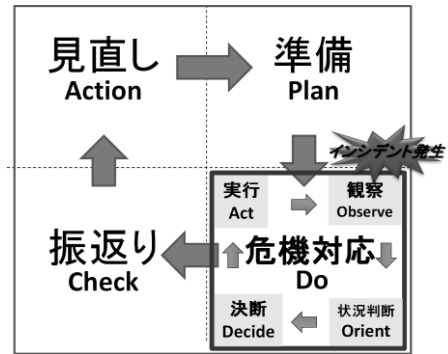 見直し
Action
準備
Plan
インシデント発生
実行
Act
観察
Observe
振返り
Check
危機対応
Do
決断
Decide
状況判断
Orient